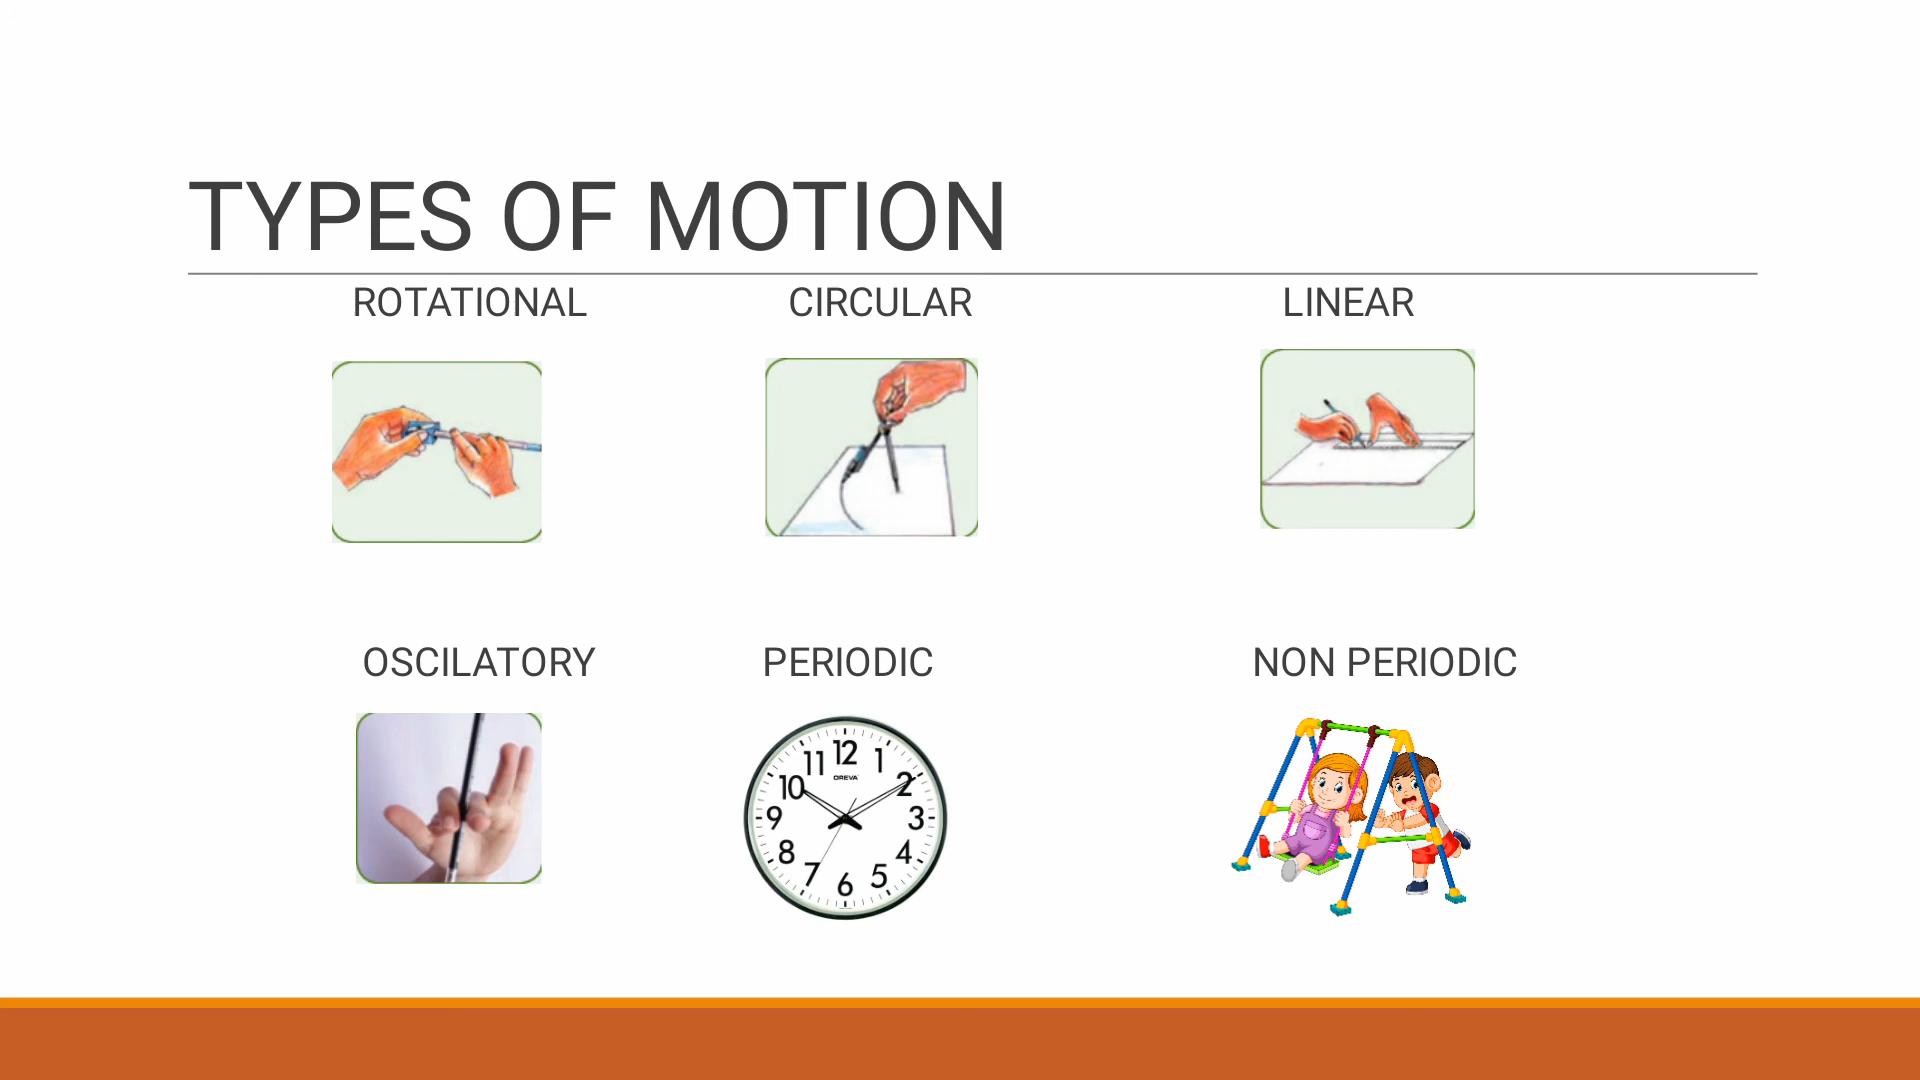 TYPES OF MOTION
ROTATIONAL CIRCULAR LINEAR
OSCILATORY PERIODIC NON PERIODIC
12
11 1
OREVA
10 2
9 3
8 4
7 5
6